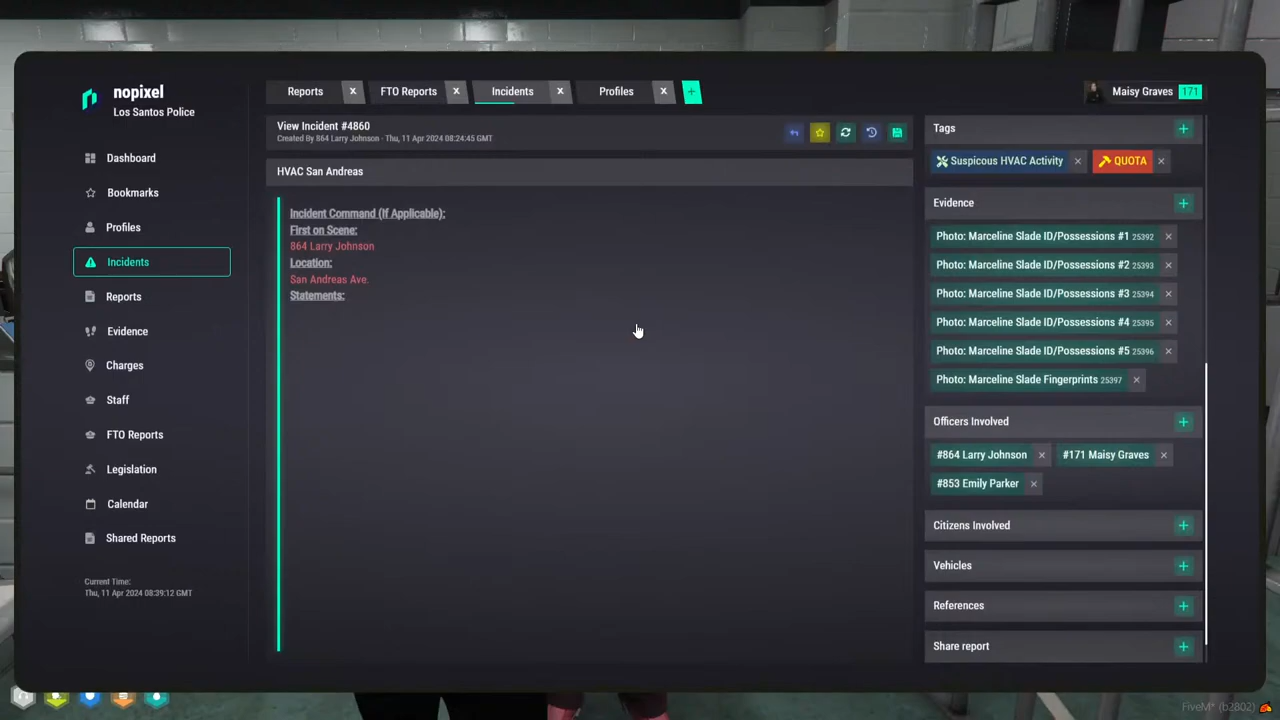 nopixel
Los Santos Police
Dashboard
Bookmarks
Profiles
Incidents
Reports
Evidence
Charges
Staff
FTO Reports
Legislation
Calendar
Shared Reports
Current Time:
Thu, 11 Apr 2024 08:39:12 GMT
Reports x FTO Reports x Incidents x Profiles x +
Maisy Graves 171
View Incident #4860
Created By 864 Larry Johnson - Thu, 11 Apr 2024 08:24:45 GMT
HVAC San Andreas
Incident Command (If Applicable):
First on Scene:
864 Larry Johnson
Location:
San Andreas Ave.
Statements:
Tags +
Suspicous HVAC Activity x QUOTA x
Evidence +
Photo: Marceline Slade ID/Possessions #1 25392 x
Photo: Marceline Slade ID/Possessions #2 25393 x
Photo: Marceline Slade ID/Possessions #3 25394 x
Photo: Marceline Slade ID/Possessions #4 25395 x
Photo: Marceline Slade ID/Possessions #5 25396 x
Photo: Marceline Slade Fingerprints 25397 x
Officers Involved +
#864 Larry Johnson x #171 Maisy Graves x
#853 Emily Parker x
Citizens Involved +
Vehicles +
References +
Share report +
FiveM* (b2802)